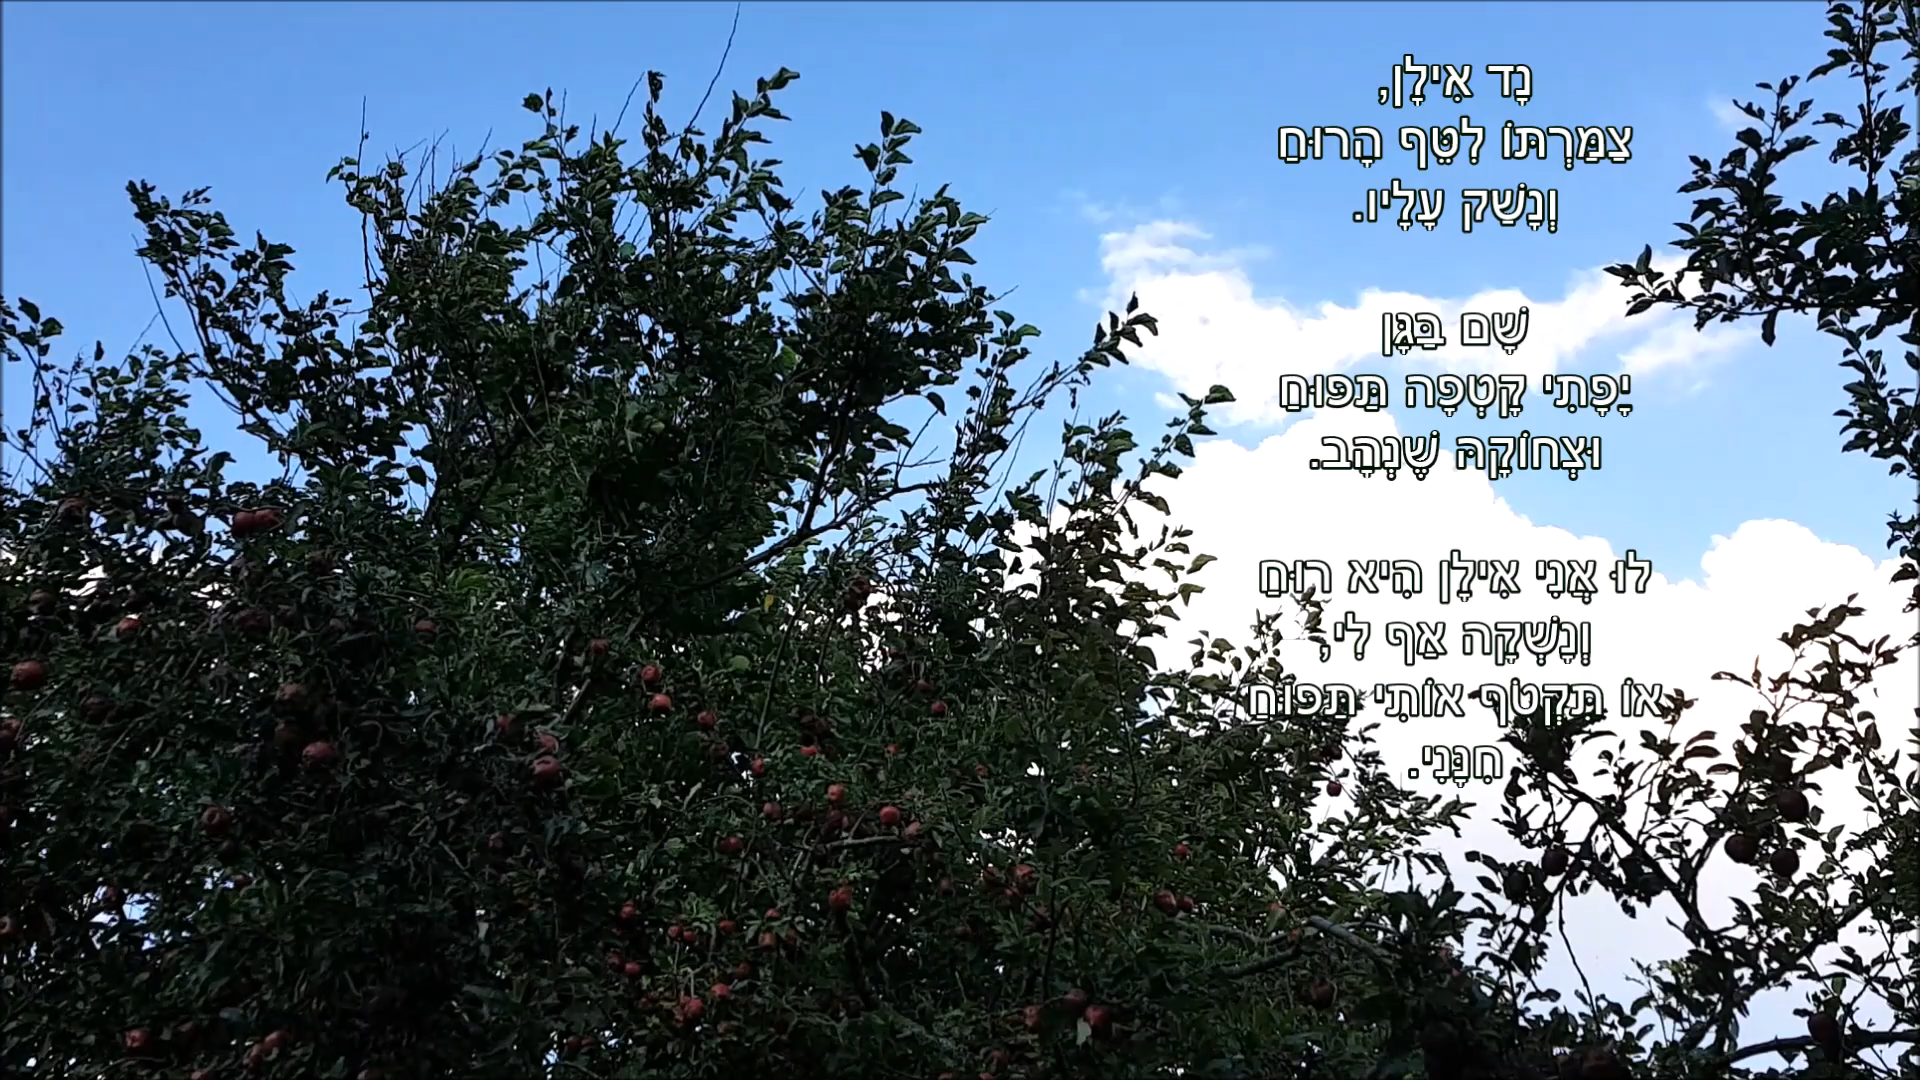 נָד אִילָן,
צַמַּרְתּוֹ לִטֵּף הָרוּחַ
וְנָשַׁק עָלָיו.
שָׁם בַּגָּן
יָפָתִי קָטְפָה תַּפּוּחַ
וּצְחוֹקָהּ שֶׁנְהָב.
לוּ אֲנִי אִילָן הִיא רוּחַ
וְנָשְׁקָה אַף לִי,
אוֹ תִּקְטֹף אוֹתִי תַּפּוּחַ
חִנָּנִי.